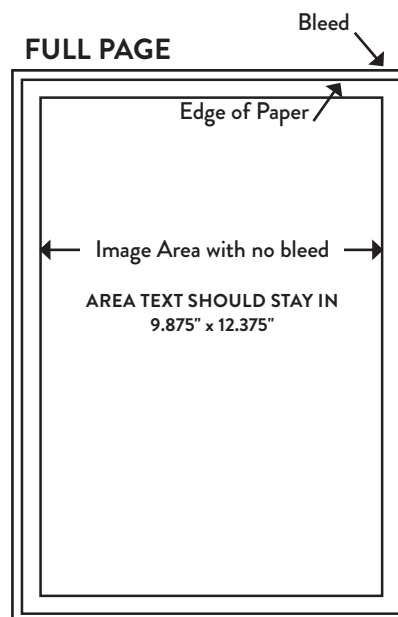 Bleed
FULL PAGE
Edge of Paper
Image Area with no bleed
AREA TEXT SHOULD STAY IN
9.875" x 12.375"